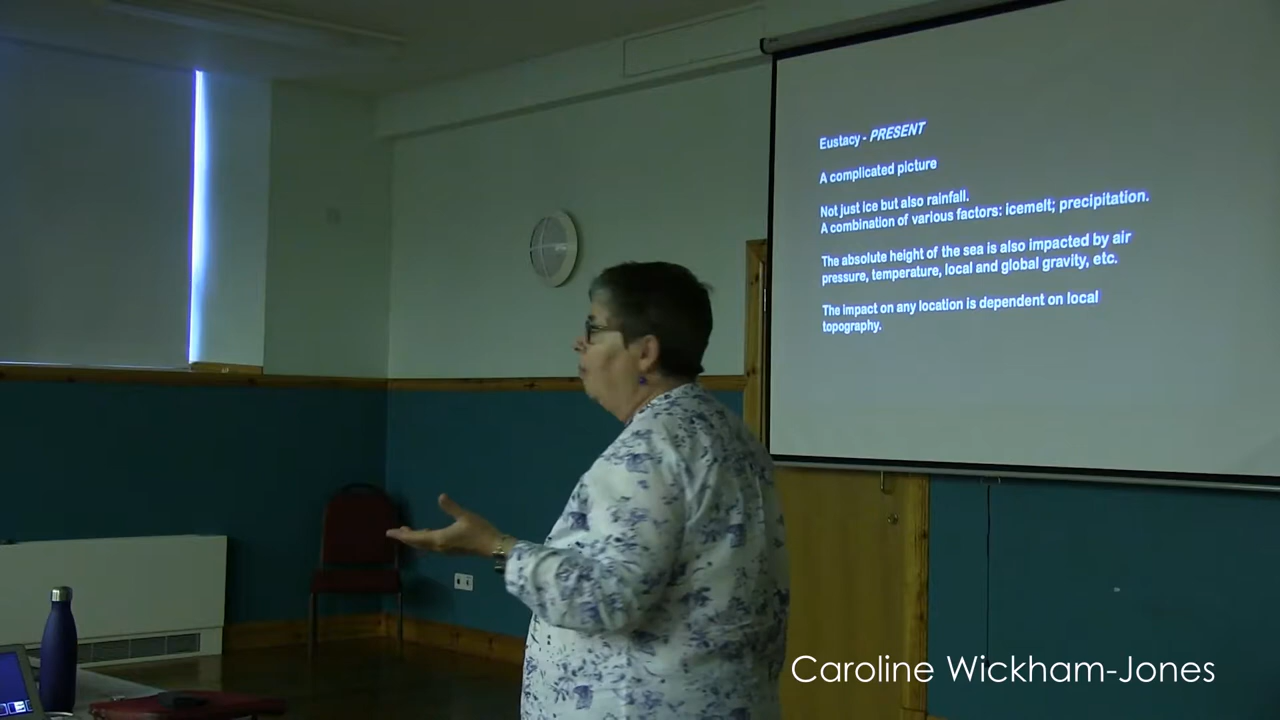 Eustacy - PRESENT
A complicated picture
Not just ice but also rainfall.
A combination of various factors: icemelt; precipitation.
The absolute height of the sea is also impacted by air
pressure, temperature, local and global gravity, etc.
The impact on any location is dependent on local
topography.
Caroline Wickham-Jones